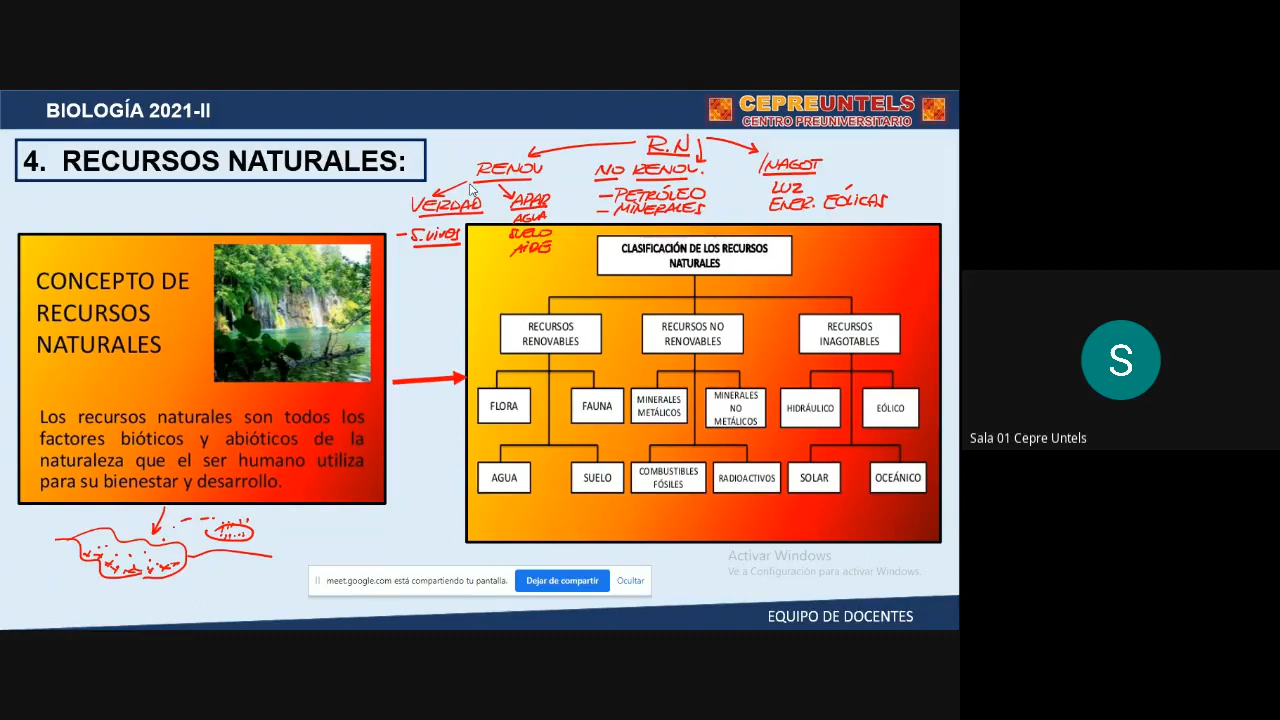 BIOLOGÍA 2021-II
CEPREUNTELS
CENTRO PREUNIVERSITARIO
4. RECURSOS NATURALES:
R.N
RENOV
NO RENOV.
INAGOT
VERDAD
APAR
- PETRÓLEO
LUZ
- S. VIVOS
AGUA
- MINERALES
ENER. EÓLICAS
SUELO
AIRE
CONCEPTO DE
RECURSOS
NATURALES
Los recursos naturales son todos los
factores bióticos y abióticos de la
naturaleza que el ser humano utiliza
para su bienestar y desarrollo.
CLASIFICACIÓN DE LOS RECURSOS
NATURALES
RECURSOS
RENOVABLES
RECURSOS NO
RENOVABLES
RECURSOS
INAGOTABLES
FLORA
FAUNA
MINERALES
METÁLICOS
MINERALES
NO
METÁLICOS
HIDRÁULICO
EÓLICO
AGUA
SUELO
COMBUSTIBLES
FÓSILES
RADIACTIVOS
SOLAR
OCEÁNICO
Activar Windows
Ve a Configuración para activar Windows.
meet.google.com está compartiendo tu pantalla.
Dejar de compartir
Ocultar
EQUIPO DE DOCENTES
S
Sala 01 Cepre Untels